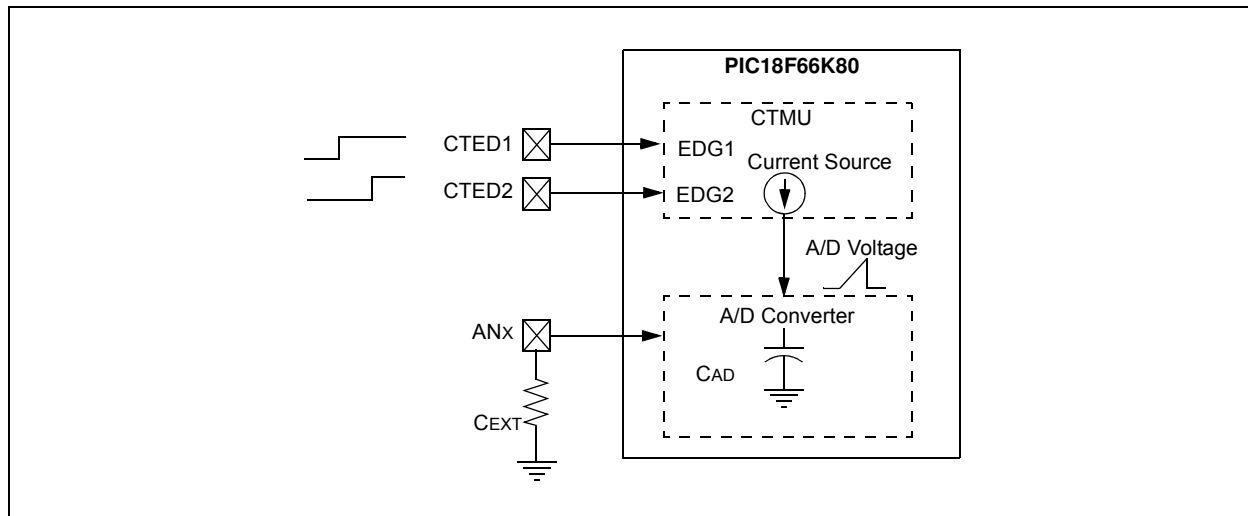 PIC18F66K80
CTMU
CTED1
EDG1
Current Source
CTED2
EDG2
A/D Voltage
A/D Converter
ANX
CAD
CEXT